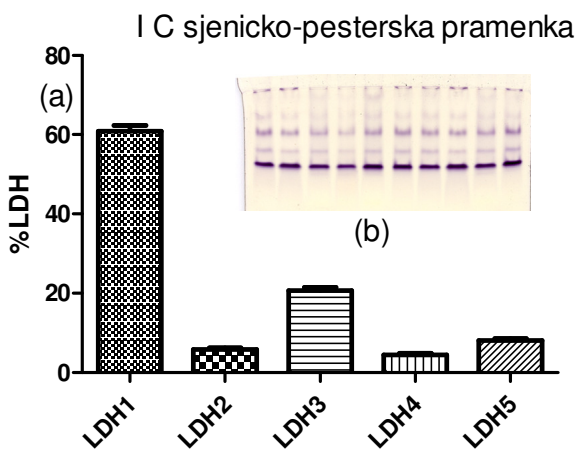 I C sjenicko-pesterska pramenka
80
(a)
60
40
20
0
%LDH
(b)
LDH1
LDH2
LDH3
LDH4
LDH5